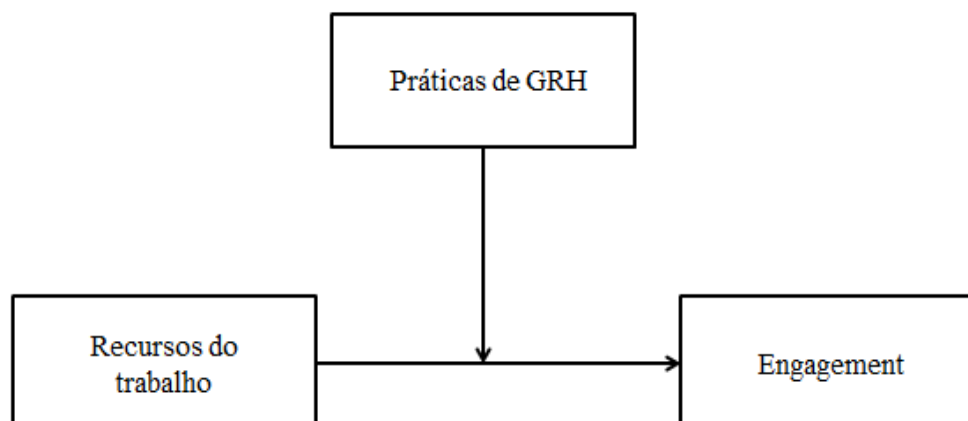 Práticas de GRH
Recursos do
trabalho
Engagement